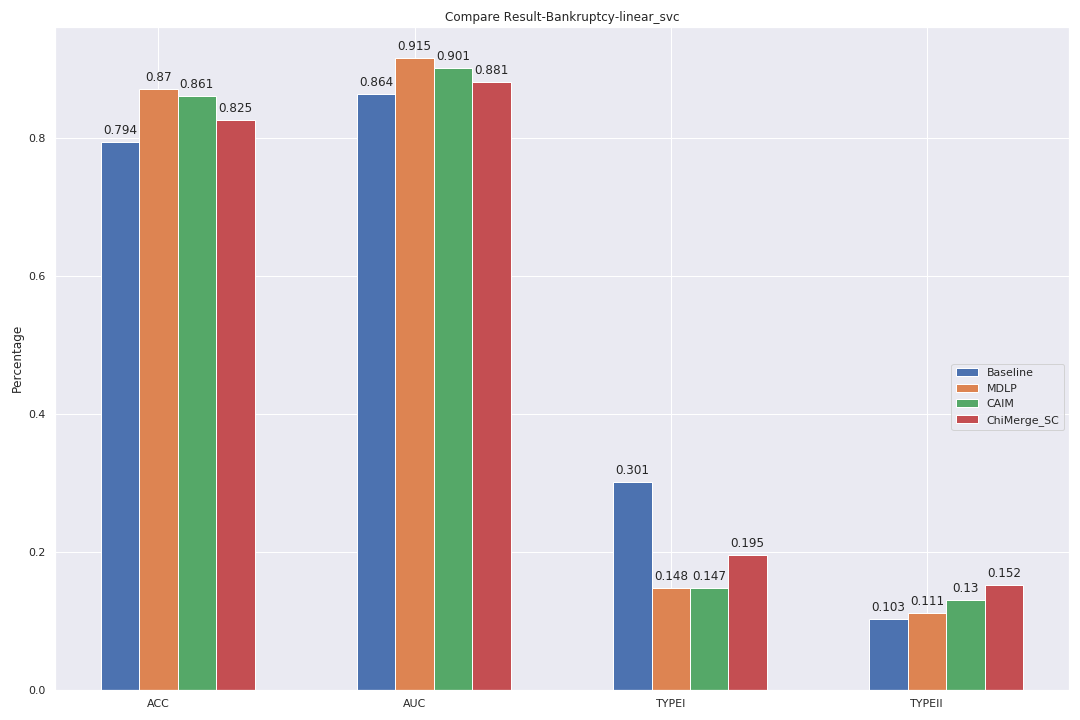 Compare Result-Bankruptcy-linear_svc
Percentage
0.8
0.6
0.4
0.2
0.0
0.794
0.87
0.861
0.825
0.864
0.915
0.901
0.881
0.301
0.148
0.147
0.195
0.103
0.111
0.13
0.152
Baseline
MDLP
CAIM
ChiMerge_SC
ACC
AUC
TYPEI
TYPEII